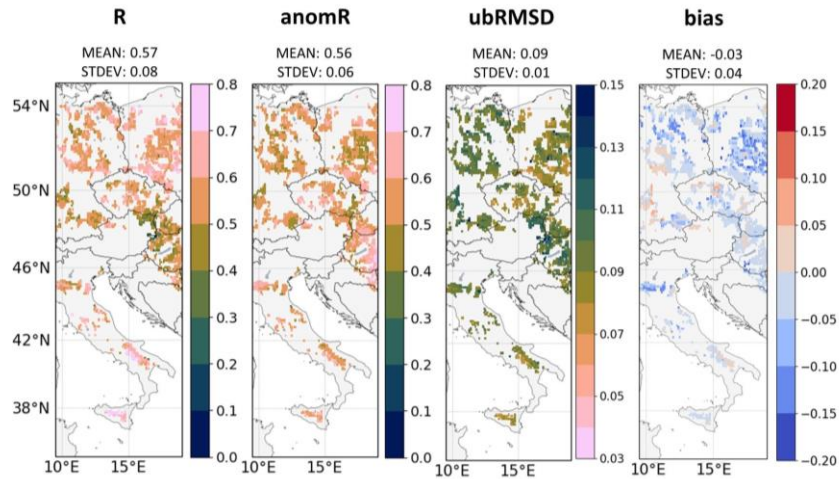 R anomR ubRMSD bias
MEAN: 0.57 MEAN: 0.56 MEAN: 0.09 MEAN: -0.03
STDEV: 0.08 STDEV: 0.06 STDEV: 0.01 STDEV: 0.04
54°N
50°N
46°N
42°N
38°N
10°E 15°E
0.8
0.7
0.6
0.5
0.4
0.3
0.2
0.1
0.0
10°E 15°E
0.8
0.7
0.6
0.5
0.4
0.3
0.2
0.1
0.0
10°E 15°E
0.15
0.13
0.11
0.09
0.07
0.05
0.03
10°E 15°E
0.20
0.15
0.10
0.05
0.00
−0.05
−0.10
−0.15
−0.20